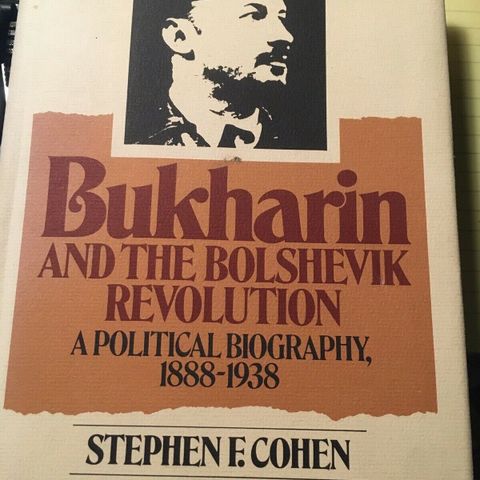 Bukharin
AND THE BOLSHEVIK
REVOLUTION
A POLITICAL BIOGRAPHY,
1888-1938
STEPHEN F. COHEN